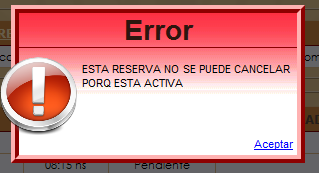 Error
ESTA RESERVA NO SE PUEDE CANCELAR
PORQ ESTA ACTIVA
Aceptar
08:15 hs Pendiente